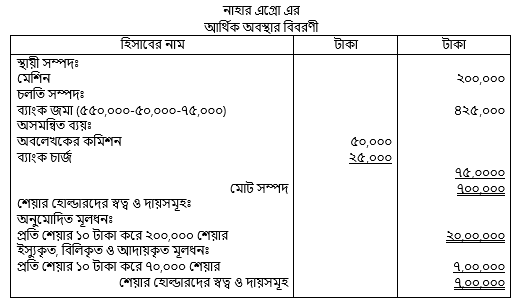 নাহার এগ্রো এর
আর্থিক অবস্থার বিবরণী
হিসাবের নাম টাকা টাকা
স্থায়ী সম্পদঃ
মেশিন ২০০,০০০
চলতি সম্পদঃ
ব্যাংক জমা (৫৫০,০০০-৫০,০০০-৭৫,০০০) ৪২৫,০০০
অসমন্বিত ব্যয়ঃ
অবলেখকের কমিশন ৫০,০০০
ব্যাংক চার্জ ২৫,০০০
৭৫,০০০০
মোট সম্পদ ৭০০,০০০
শেয়ার হোল্ডারদের স্বত্ব ও দায়সমূহঃ
অনুমোদিত মূলধনঃ
প্রতি শেয়ার ১০ টাকা করে ২০০,০০০ শেয়ার ২০,০০,০০০
ইস্যুকৃত, বিলিকৃত ও আদায়কৃত মূলধনঃ
প্রতি শেয়ার ১০ টাকা করে ৭০,০০০ শেয়ার ৭,০০,০০০
শেয়ার হোল্ডারদের স্বত্ব ও দায়সমূহ ৭,০০,০০০